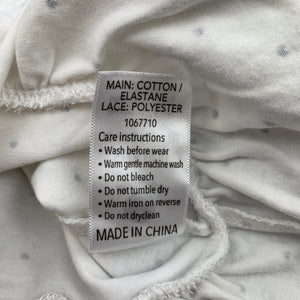 MAIN: COTTON /
ELASTANE
LACE: POLYESTER
1067710
Care instructions
• Wash before wear
• Warm gentle machine wash
• Do not bleach
• Do not tumble dry
• Warm iron on reverse
• Do not dryclean
MADE IN CHINA